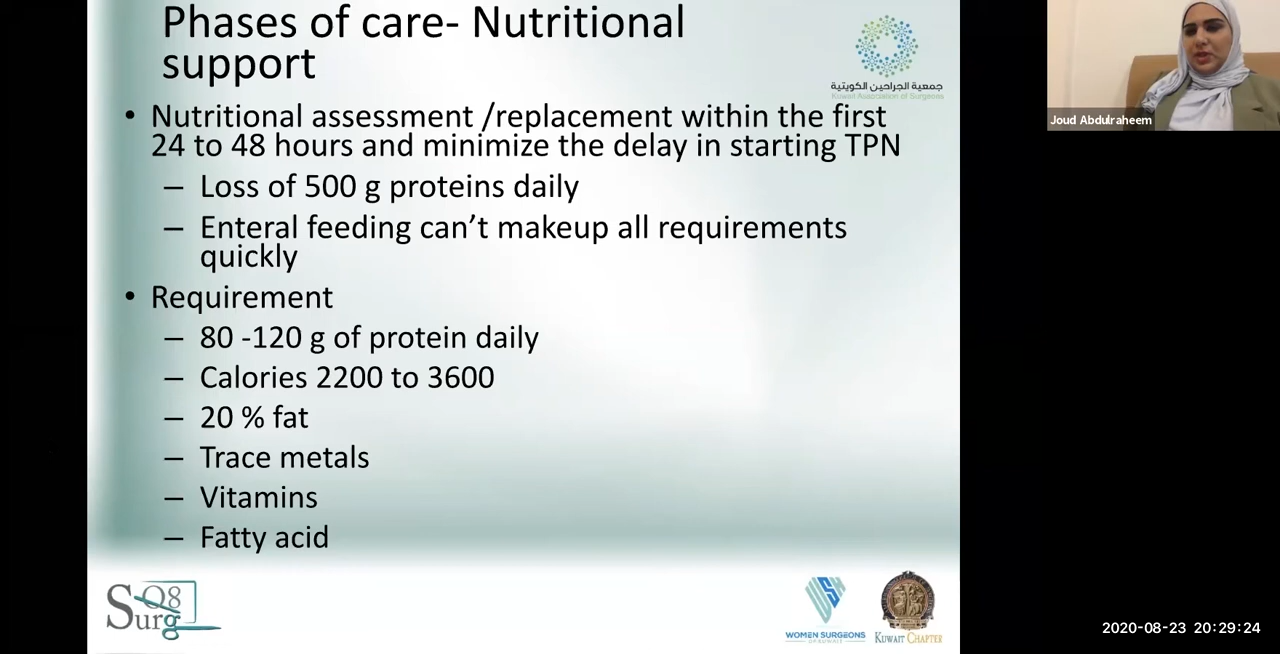 Phases of care- Nutritional
support
جمعية الجراحين الكويتية
Kuwait Association of Surgeons
• Nutritional assessment /replacement within the first
24 to 48 hours and minimize the delay in starting TPN
– Loss of 500 g proteins daily
– Enteral feeding can’t makeup all requirements
quickly
• Requirement
– 80 -120 g of protein daily
– Calories 2200 to 3600
– 20 % fat
– Trace metals
– Vitamins
– Fatty acid
Joud Abdulraheem
Q8
Surg
WOMEN SURGEONS
OF KUWAIT
KUWAIT CHAPTER
2020-08-23 20:29:24